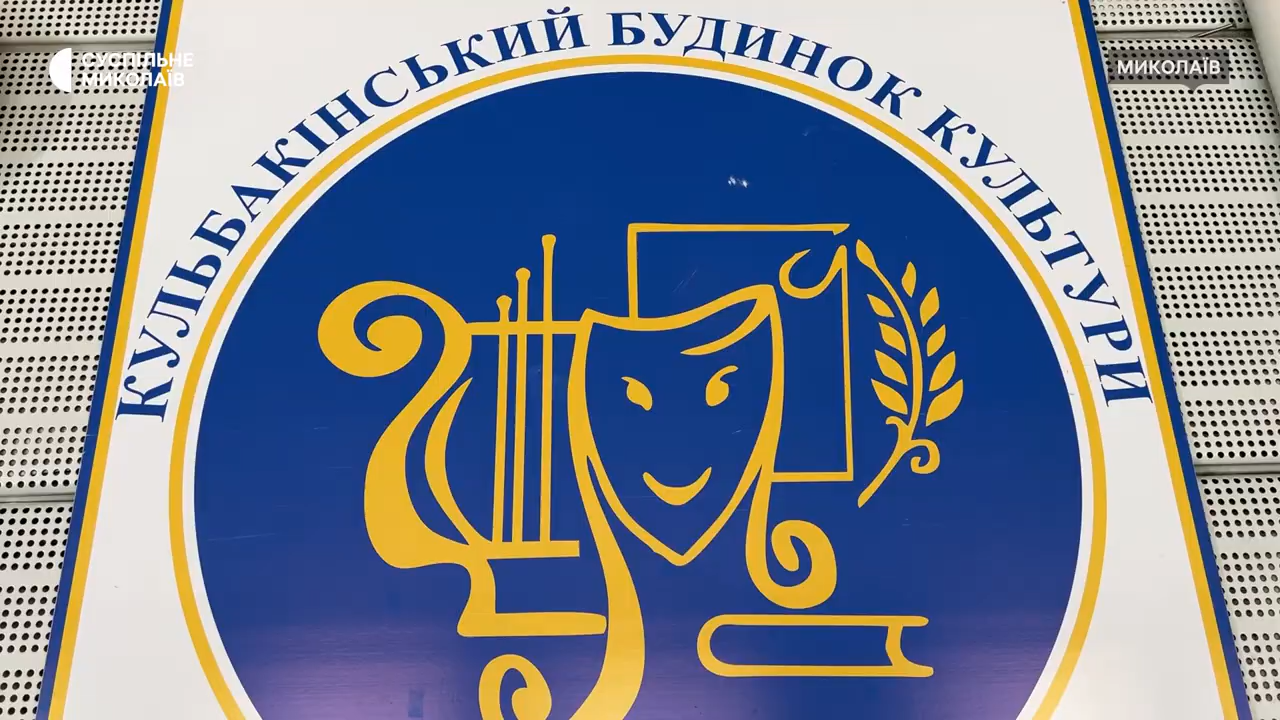 СУСПІЛЬНЕ
МИКОЛАЇВ
МИКОЛАЇВ
КУЛЬБАКІНСЬКИЙ БУДИНОК КУЛЬТУРИ